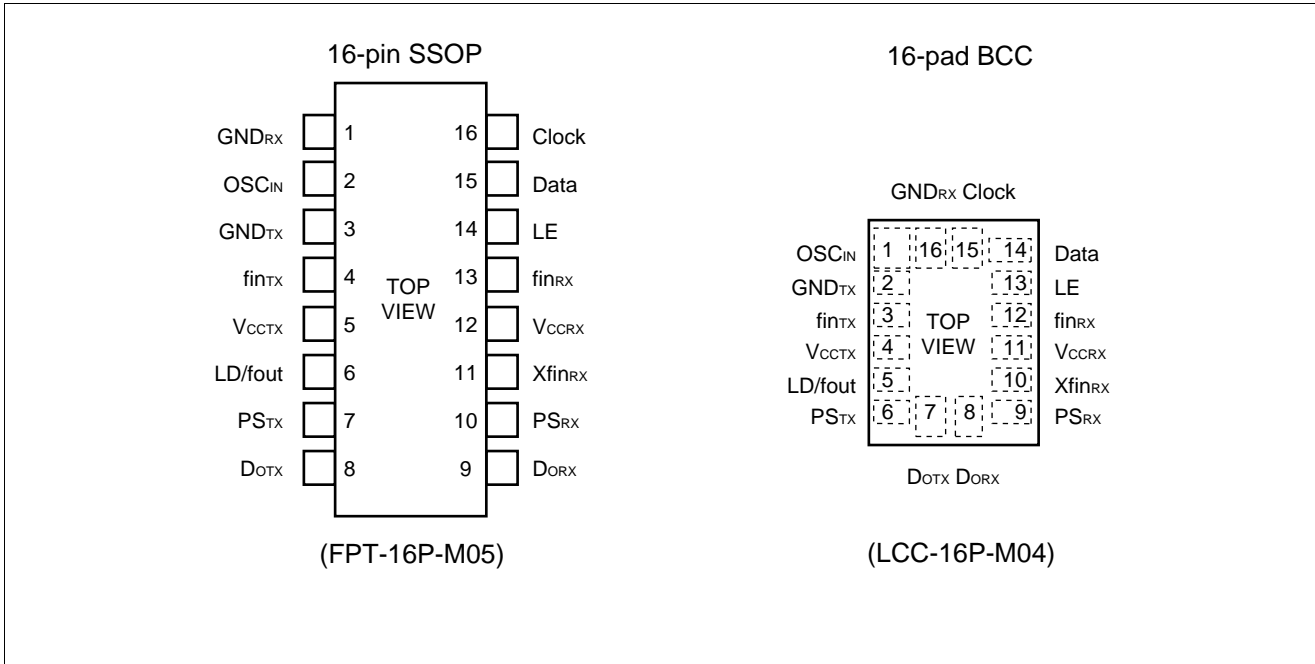 16-pin SSOP
GNDRX 1 16 Clock
OSCIN 2 15 Data
GNDTX 3 14 LE
finTX 4 13 finRX
TOP
VIEW
VCCTX 5 12 VCCRX
LD/fout 6 11 XfinRX
PSTX 7 10 PSRX
DOTX 8 9 DORX
(FPT-16P-M05)
16-pad BCC
GNDRX Clock
OSCIN 1 16 15 14 Data
GNDTX 2 13 LE
finTX 3 12 finRX
TOP
VIEW
VCCTX 4 11 VCCRX
LD/fout 5 10 XfinRX
PSTX 6 7 8 9 PSRX
DOTX DORX
(LCC-16P-M04)